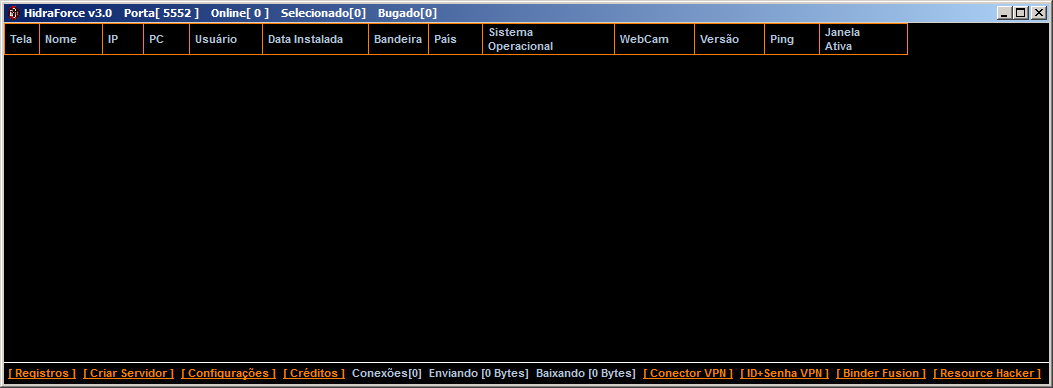 HidraForce v3.0 Porta[ 5552 ] Online[ 0 ] Selecionado[0] Bugado[0]
Tela Nome IP PC Usuário Data Instalada Bandeira País Sistema Operacional WebCam Versão Ping Janela Ativa
[ Registros ] [ Criar Servidor ] [ Configurações ] [ Créditos ] Conexões[0] Enviando [0 Bytes] Baixando [0 Bytes] [ Conector VPN ] [ ID+Senha VPN ] [ Binder Fusion ] [ Resource Hacker ]